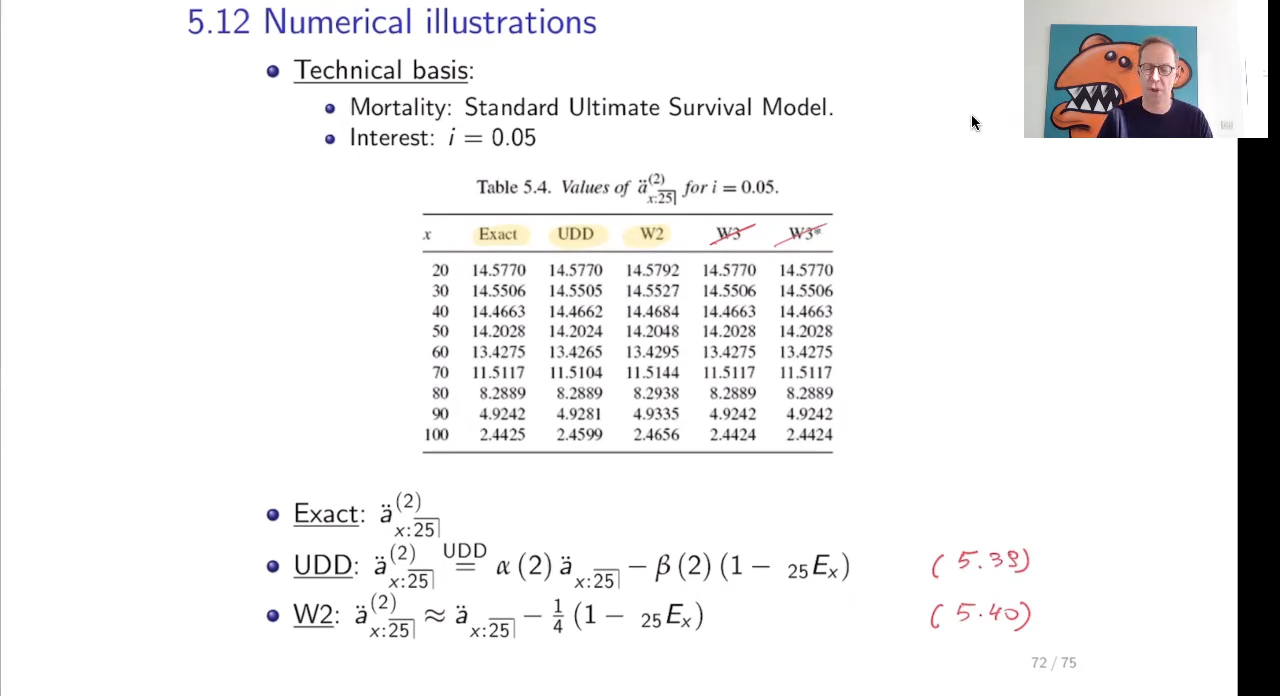 5.12 Numerical illustrations
Technical basis:
Mortality: Standard Ultimate Survival Model.
Interest: i = 0.05
Table 5.4. Values of ä^(2)_x:25| for i = 0.05.
x Exact UDD W2 W3 W3*
20 14.5770 14.5770 14.5792 14.5770 14.5770
30 14.5506 14.5505 14.5527 14.5506 14.5506
40 14.4663 14.4662 14.4684 14.4663 14.4663
50 14.2028 14.2024 14.2048 14.2028 14.2028
60 13.4275 13.4265 13.4295 13.4275 13.4275
70 11.5117 11.5104 11.5144 11.5117 11.5117
80 8.2889 8.2889 8.2938 8.2889 8.2889
90 4.9242 4.9281 4.9335 4.9242 4.9242
100 2.4425 2.4599 2.4656 2.4424 2.4424
Exact: ä^(2)_x:25|
UDD: ä^(2)_x:25| UDD = α (2) ä_x:25| − β (2) (1 − 25Ex) (5.39)
W2: ä^(2)_x:25| ≈ ä_x:25| − 1/4 (1 − 25Ex) (5.40)
72 / 75